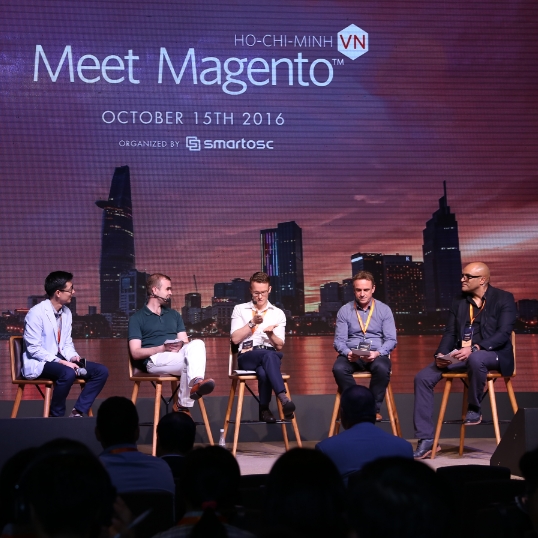 HO-CHI-MINH VN
Meet Magento™
OCTOBER 15TH 2016
ORGANIZED BY smartosc